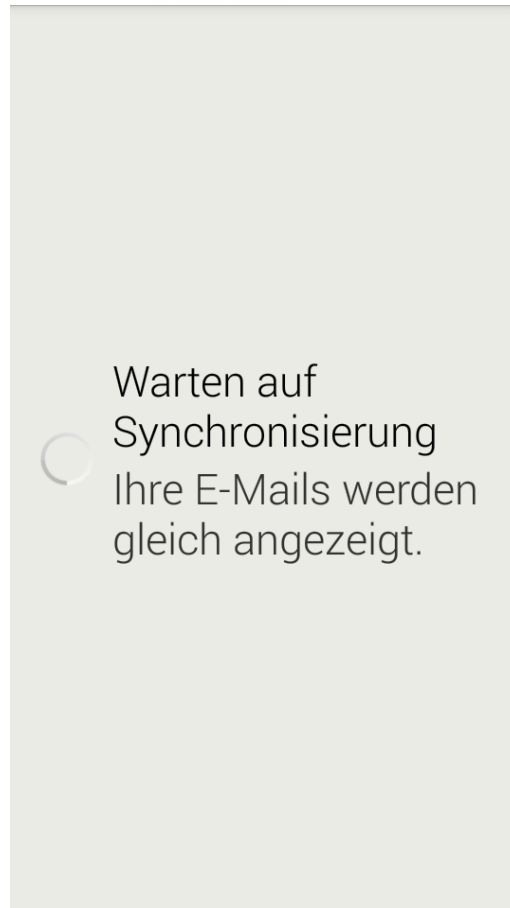 Warten auf
Synchronisierung
Ihre E-Mails werden
gleich angezeigt.